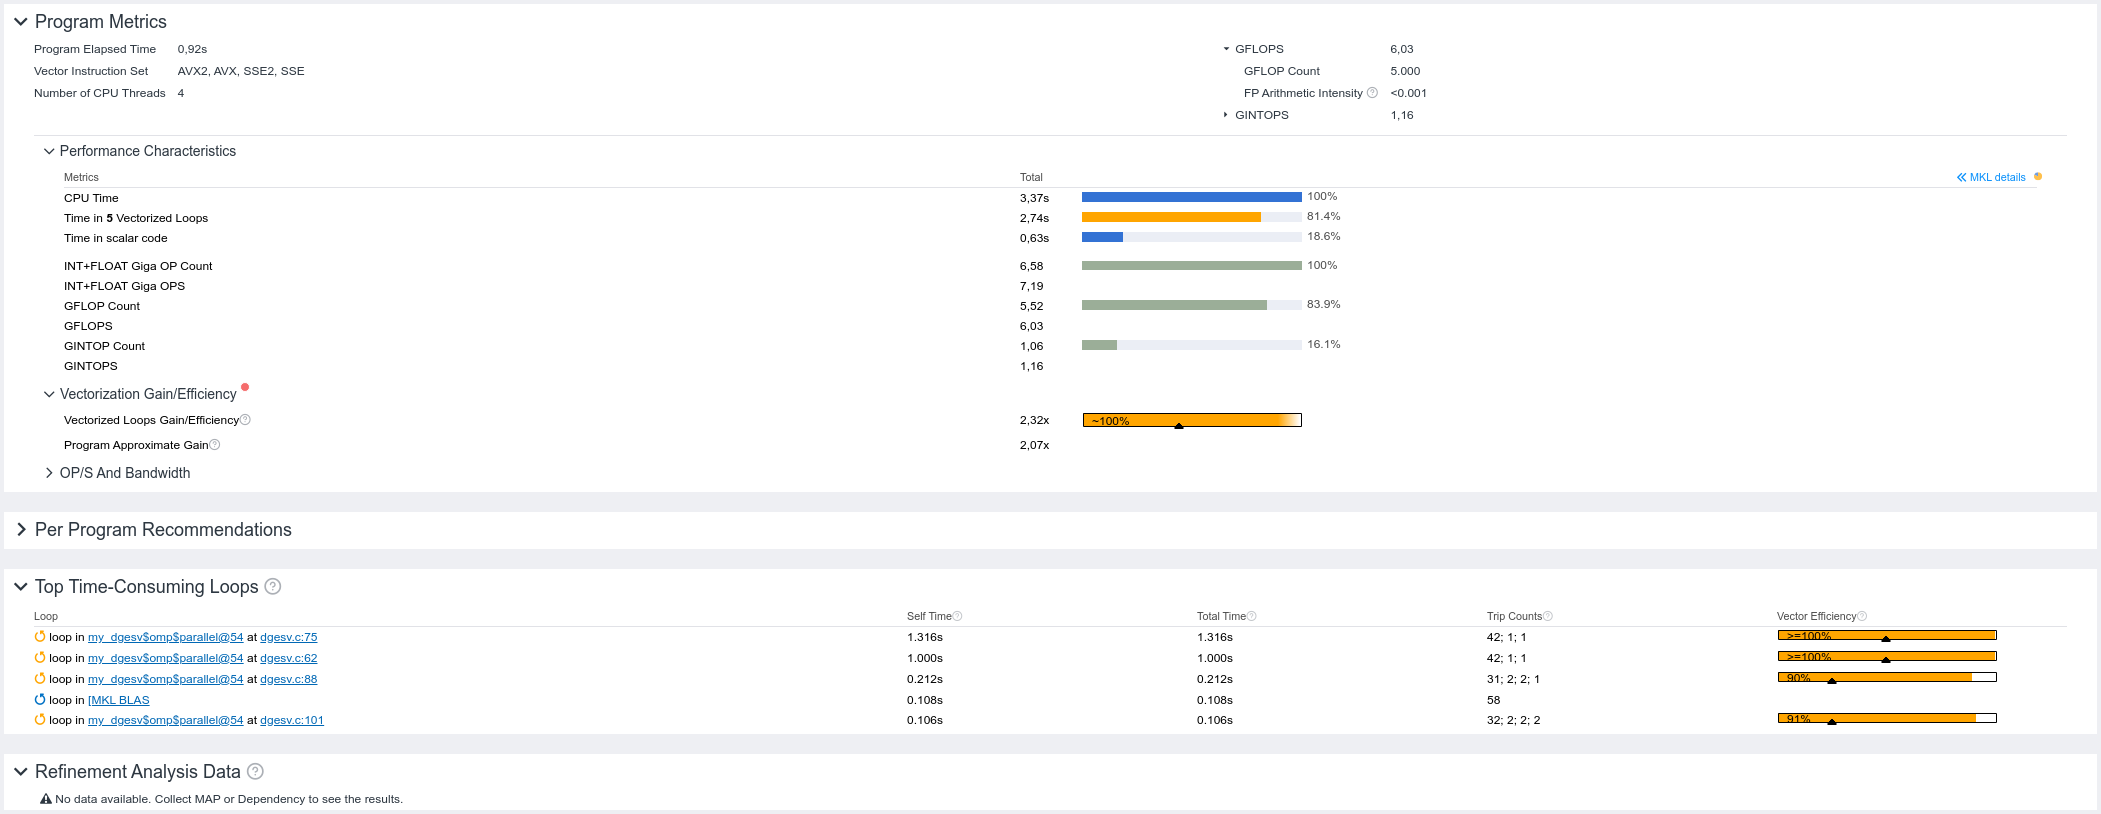 Program Metrics
Program Elapsed Time 0,92s
Vector Instruction Set AVX2, AVX, SSE2, SSE
Number of CPU Threads 4
GFLOPS 6,03
GFLOP Count 5.000
FP Arithmetic Intensity <0.001
GINTOPS 1,16
Performance Characteristics
Metrics Total MKL details
CPU Time 3,37s 100%
Time in 5 Vectorized Loops 2,74s 81.4%
Time in scalar code 0,63s 18.6%
INT+FLOAT Giga OP Count 6,58 100%
INT+FLOAT Giga OPS 7,19
GFLOP Count 5,52 83.9%
GFLOPS 6,03
GINTOP Count 1,06 16.1%
GINTOPS 1,16
Vectorization Gain/Efficiency
Vectorized Loops Gain/Efficiency 2,32x ~100%
Program Approximate Gain 2,07x
OP/S And Bandwidth
Per Program Recommendations
Top Time-Consuming Loops
Loop Self Time Total Time Trip Counts Vector Efficiency
loop in my_dgesv$omp$parallel@54 at dgesv.c:75 1.316s 1.316s 42; 1; 1 >=100%
loop in my_dgesv$omp$parallel@54 at dgesv.c:62 1.000s 1.000s 42; 1; 1 >=100%
loop in my_dgesv$omp$parallel@54 at dgesv.c:88 0.212s 0.212s 31; 2; 2; 1 90%
loop in [MKL BLAS 0.108s 0.108s 58
loop in my_dgesv$omp$parallel@54 at dgesv.c:101 0.106s 0.106s 32; 2; 2; 2 91%
Refinement Analysis Data
No data available. Collect MAP or Dependency to see the results.